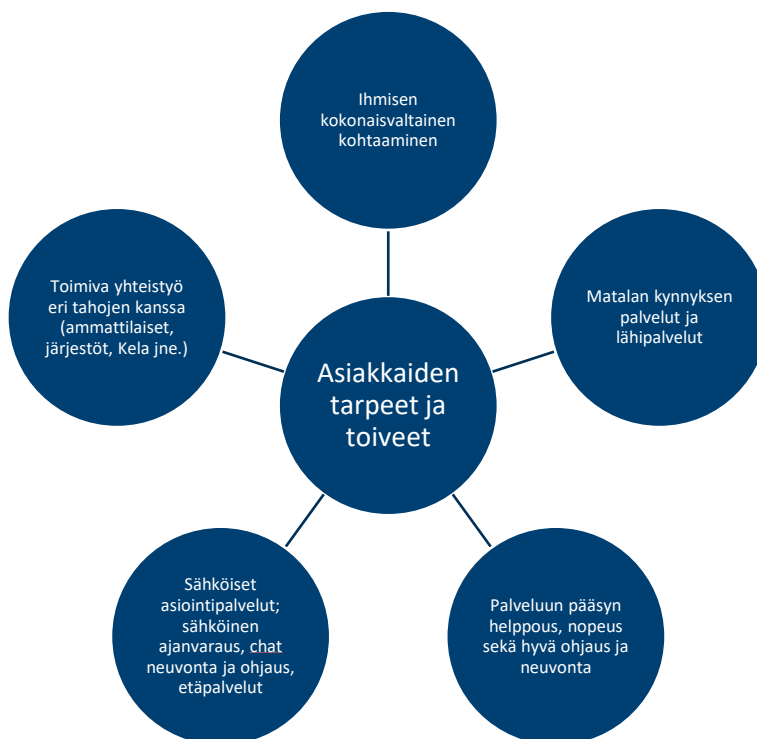 Ihmisen
kokonaisvaltainen
kohtaaminen
Toimiva yhteistyö
eri tahojen kanssa
(ammattilaiset,
järjestöt, Kela jne.)
Matalan kynnyksen
palvelut ja
lähipalvelut
Asiakkaiden
tarpeet ja
toiveet
Sähköiset
asiointipalvelut;
sähköinen
ajanvaraus, chat
neuvonta ja ohjaus,
etäpalvelut
Palveluun pääsyn
helppous, nopeus
sekä hyvä ohjaus ja
neuvonta